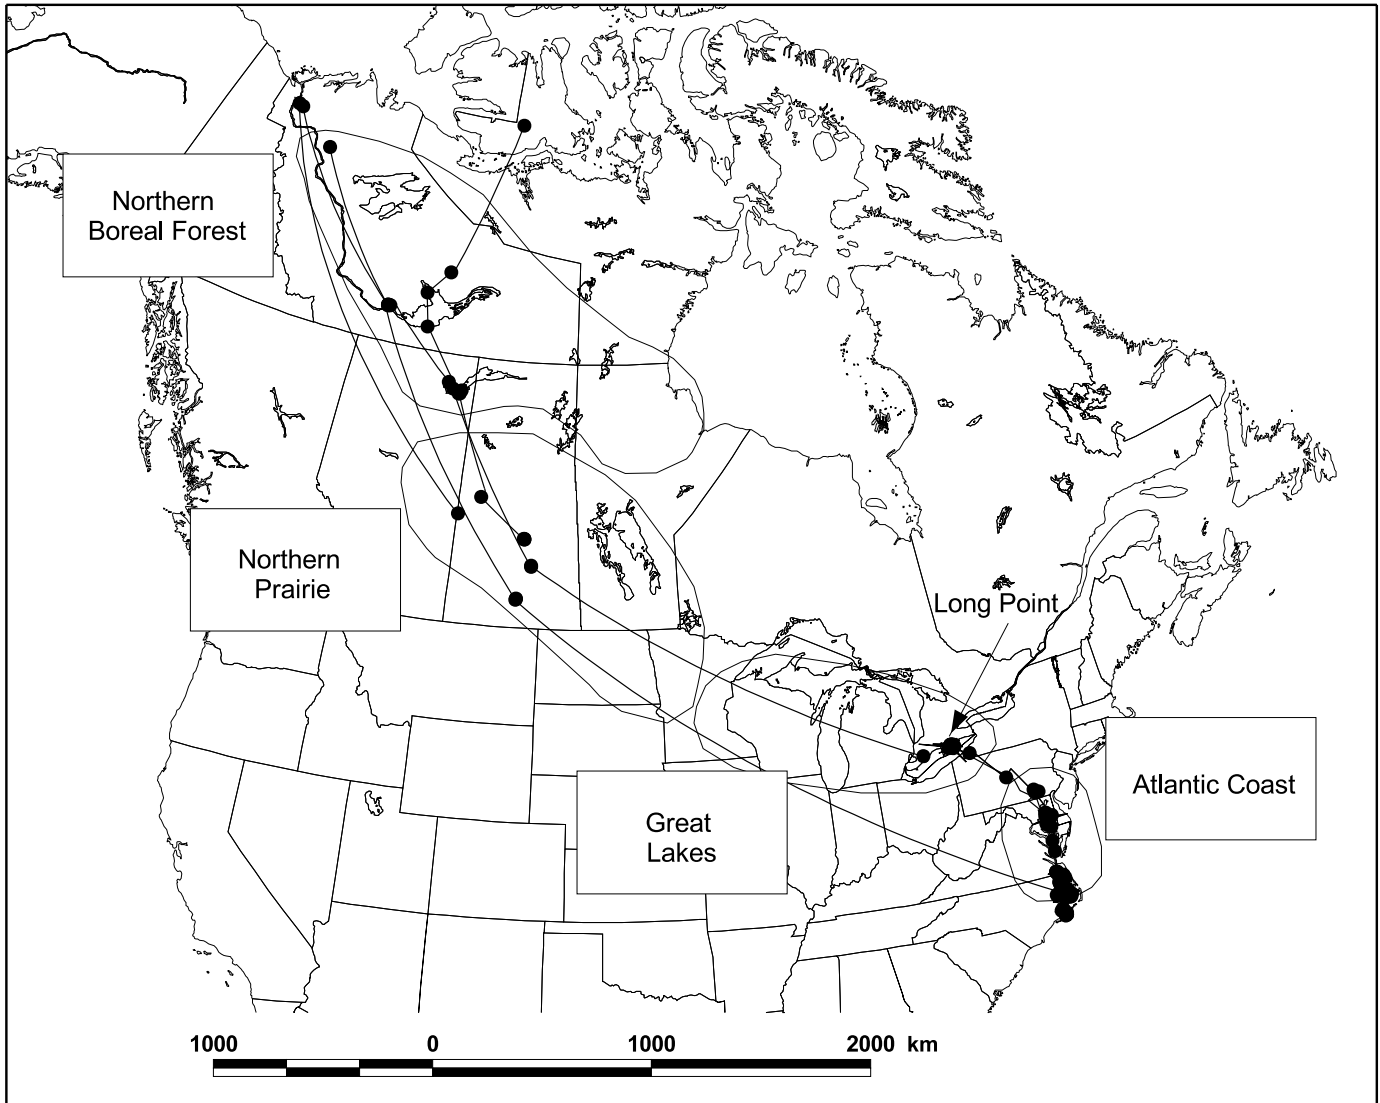 Northern
Boreal Forest
Northern
Prairie
Long Point
Atlantic Coast
Great
Lakes
1000 0 1000 2000 km